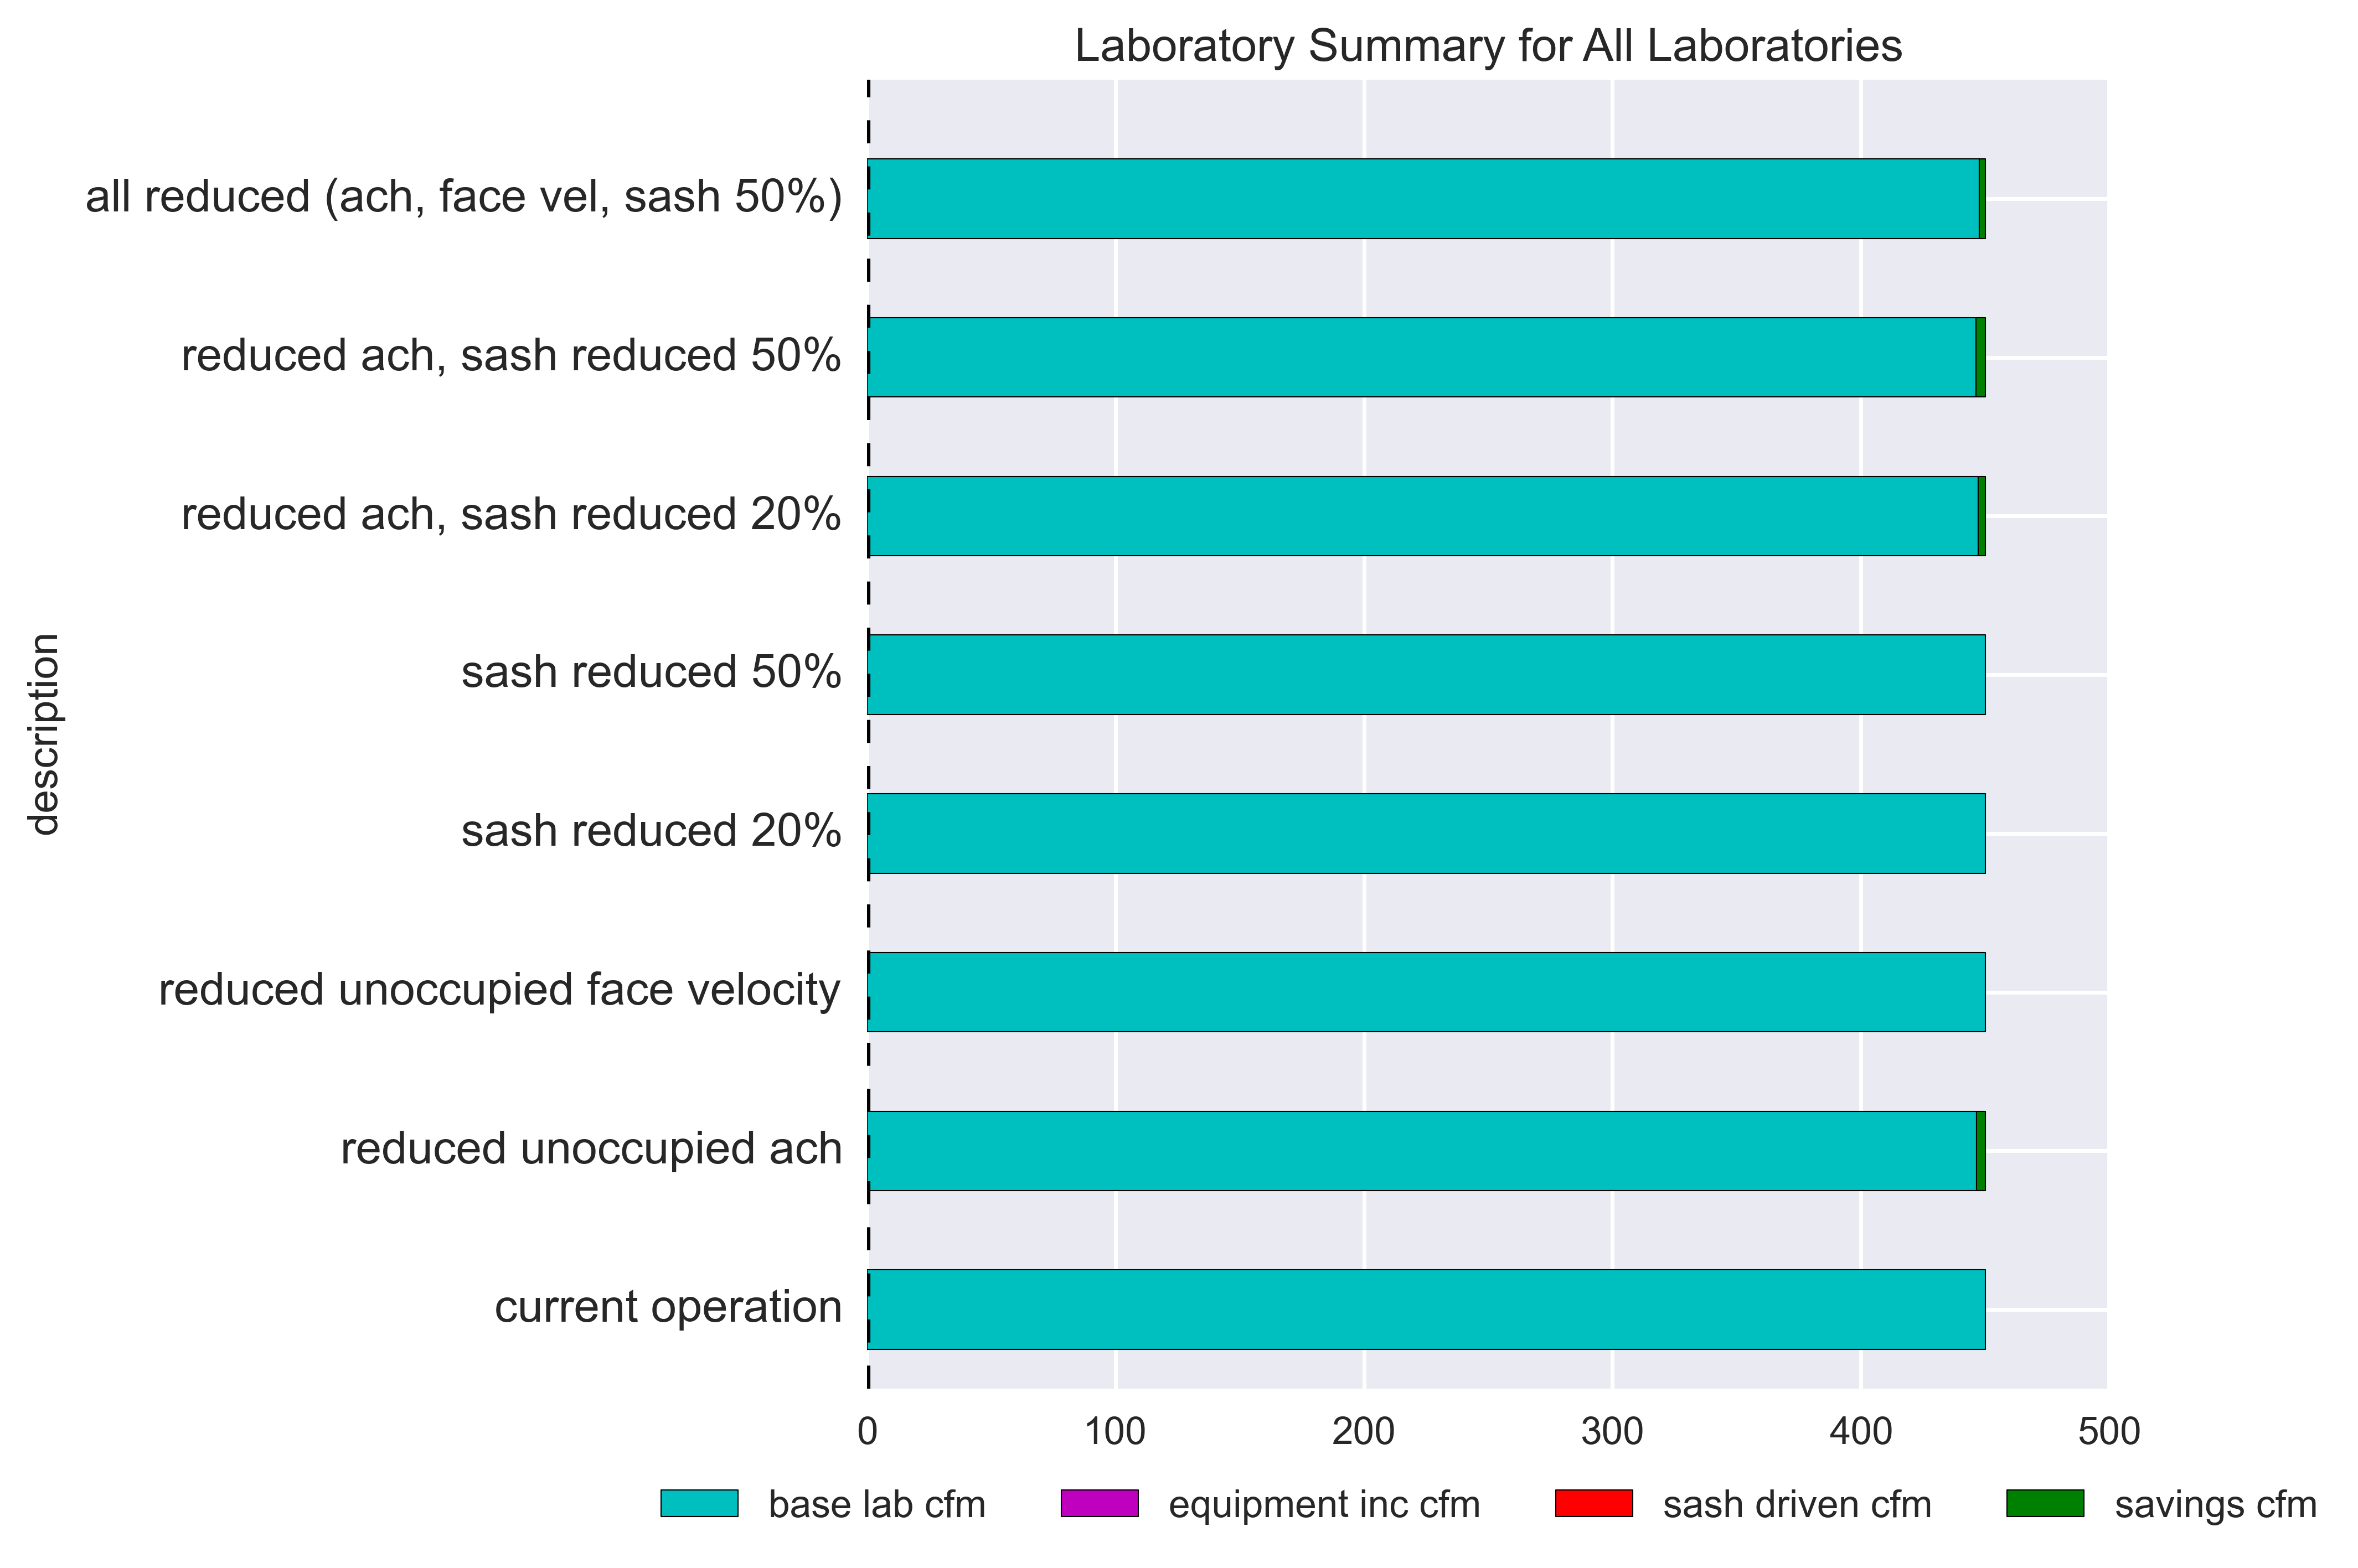 Laboratory Summary for All Laboratories
description
all reduced (ach, face vel, sash 50%)
reduced ach, sash reduced 50%
reduced ach, sash reduced 20%
sash reduced 50%
sash reduced 20%
reduced unoccupied face velocity
reduced unoccupied ach
current operation
0 100 200 300 400 500
base lab cfm equipment inc cfm sash driven cfm savings cfm